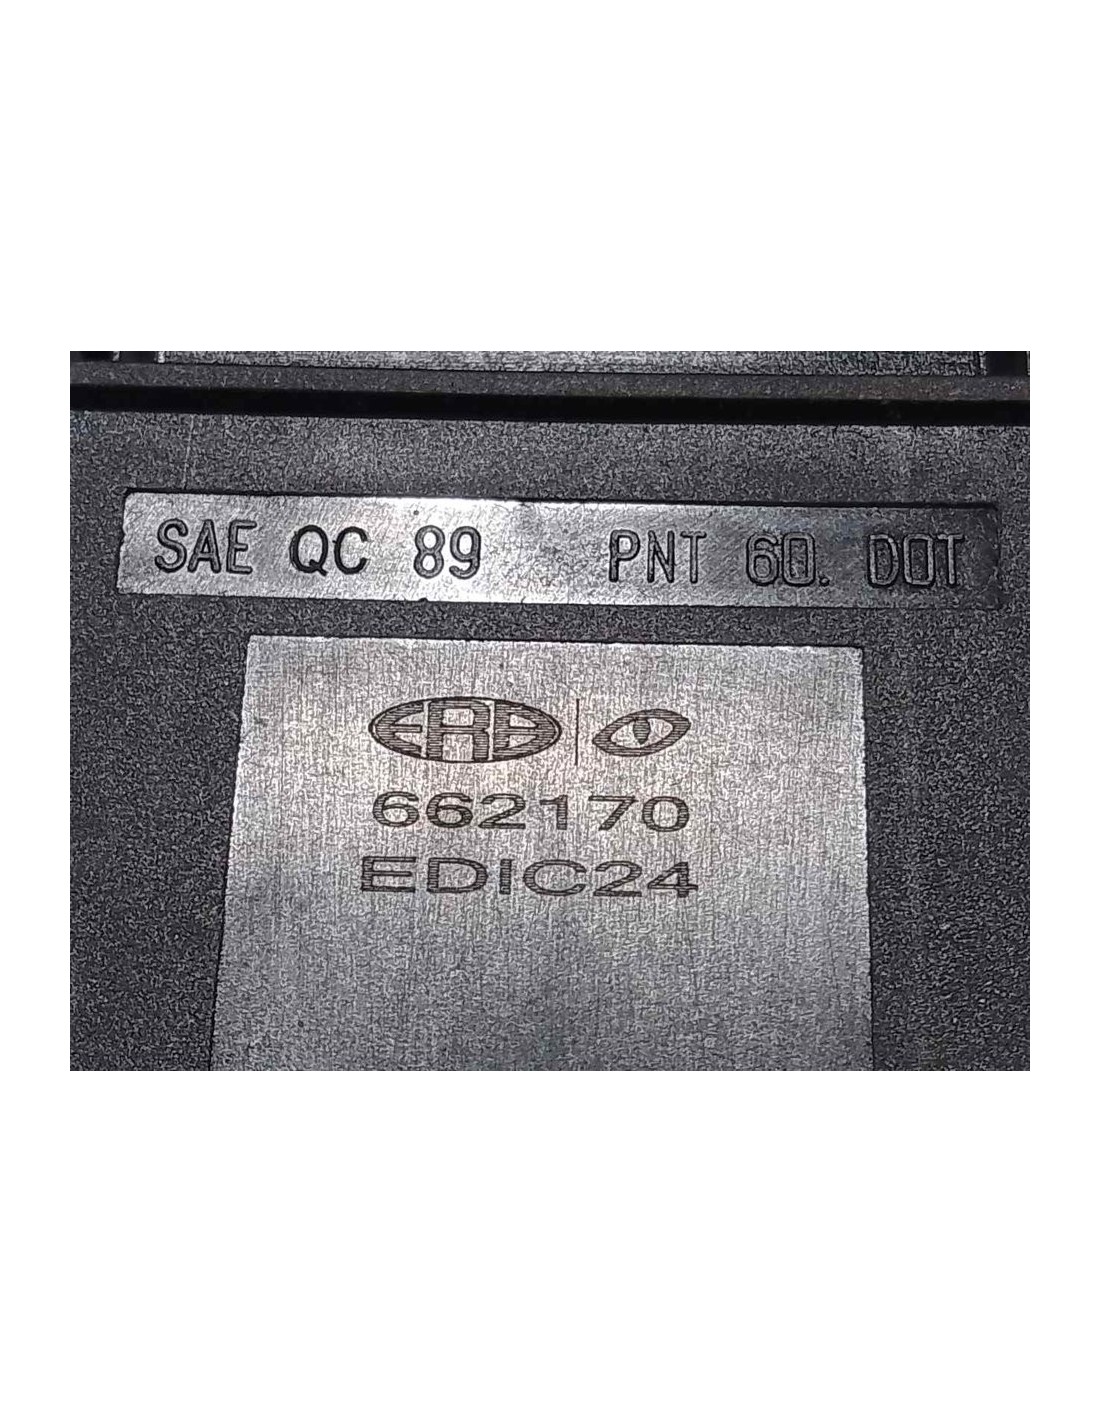 SAE QC 89 PNT 60. DOT
ERE
662170
EDIC24